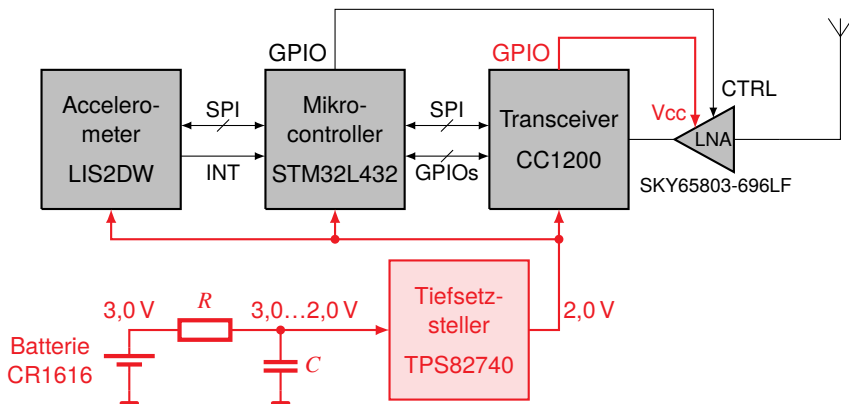 GPIO
GPIO
Accelero-
meter
LIS2DW
SPI
INT
Mikro-
controller
STM32L432
SPI
GPIOs
Transceiver
CC1200
Vcc
CTRL
LNA
SKY65803-696LF
3,0 V
R
3,0...2,0 V
Tiefsetz-
steller
TPS82740
2,0 V
Batterie
CR1616
C